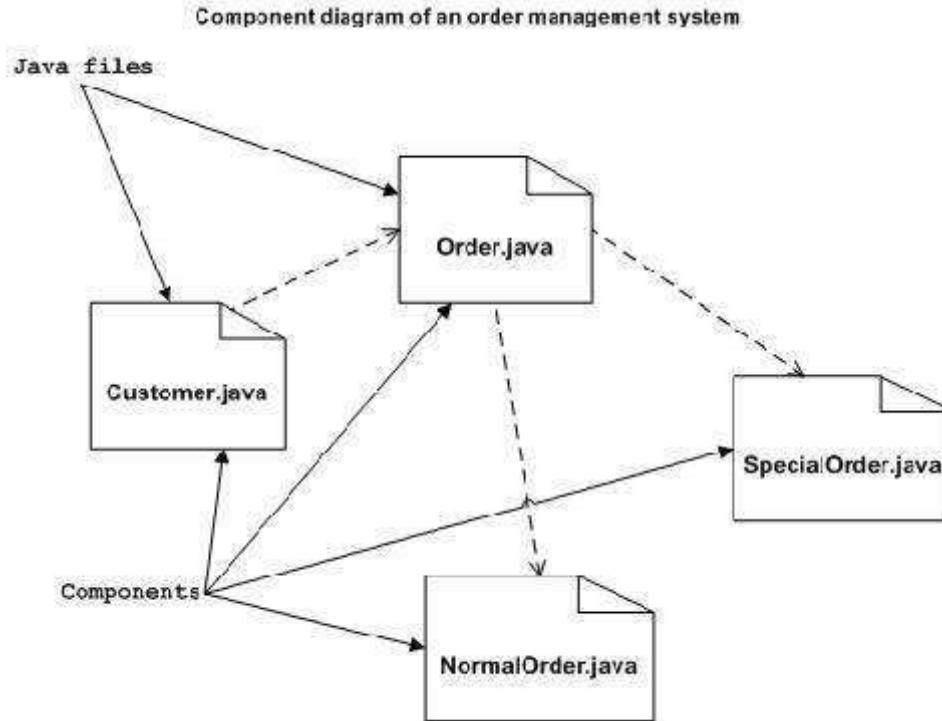 Component diagram of an order management system
Java files
Order.java
Customer.java
SpecialOrder.java
Components
NormalOrder.java